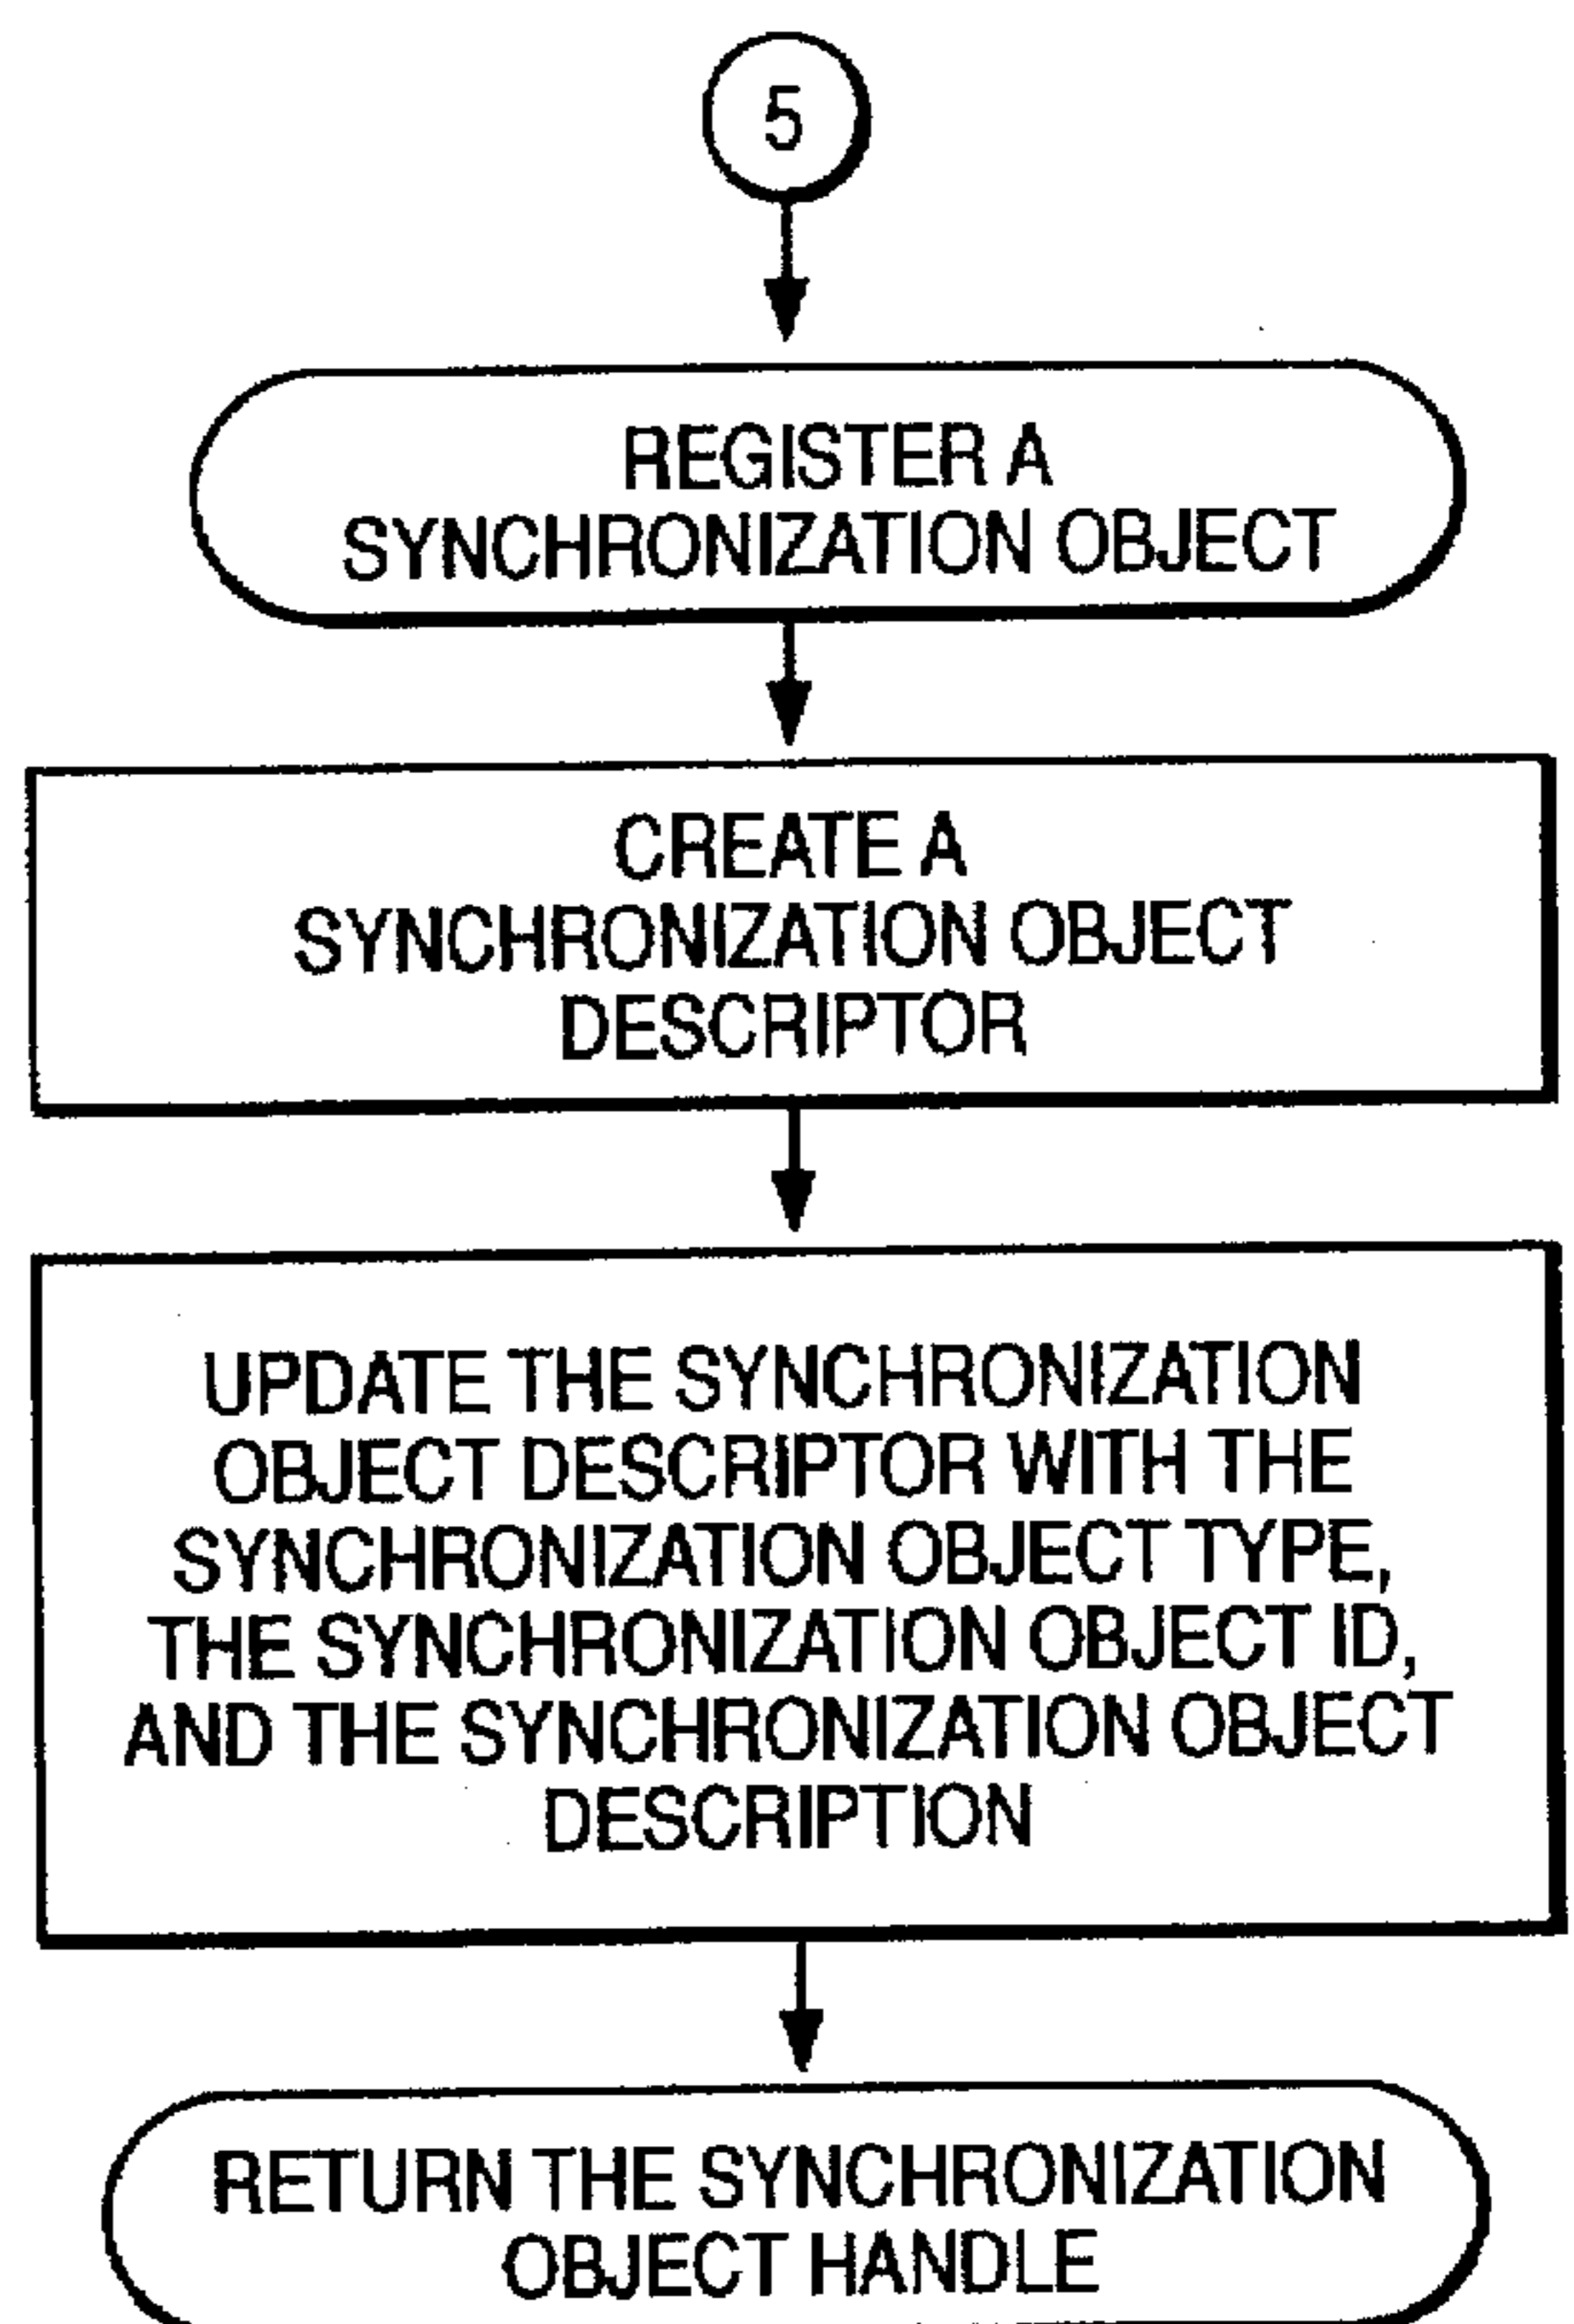 5
REGISTER A
SYNCHRONIZATION OBJECT
CREATE A
SYNCHRONIZATION OBJECT
DESCRIPTOR
UPDATE THE SYNCHRONIZATION
OBJECT DESCRIPTOR WITH THE
SYNCHRONIZATION OBJECT TYPE,
THE SYNCHRONIZATION OBJECT ID,
AND THE SYNCHRONIZATION OBJECT
DESCRIPTION
RETURN THE SYNCHRONIZATION
OBJECT HANDLE